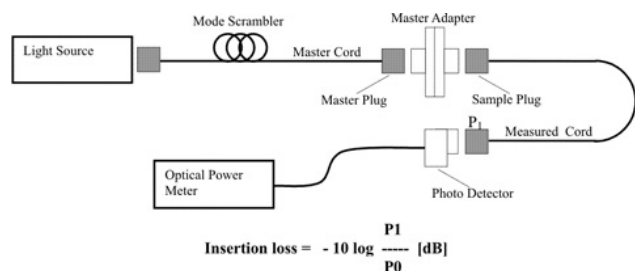 Mode Scrambler
Master Adapter
Light Source
Master Cord
Master Plug
Sample Plug
P1
Measured Cord
Optical Power
Meter
Photo Detector
P1
Insertion loss = - 10 log ----- [dB]
P0